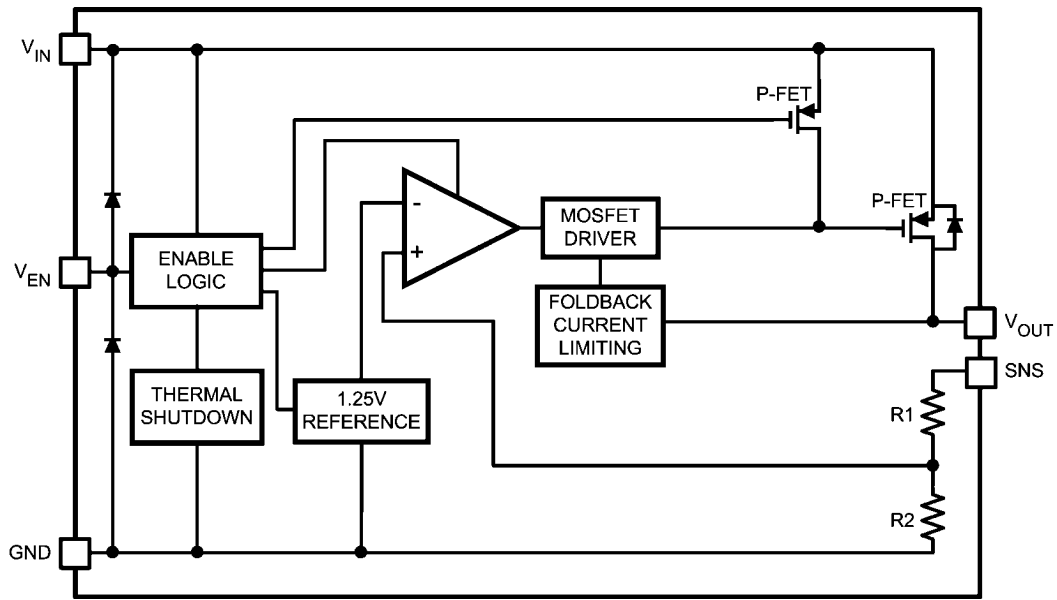 VIN
P-FET
P-FET
-
MOSFET
DRIVER
+
ENABLE
LOGIC
VEN
FOLDBACK
CURRENT
LIMITING
VOUT
SNS
THERMAL
SHUTDOWN
1.25V
REFERENCE
R1
R2
GND